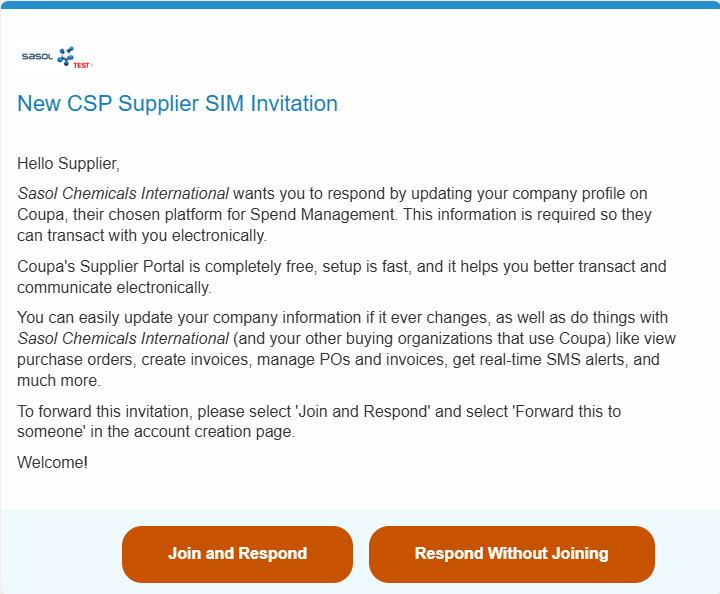 sasol
TEST !
New CSP Supplier SIM Invitation
Hello Supplier,
Sasol Chemicals International wants you to respond by updating your company profile on
Coupa, their chosen platform for Spend Management. This information is required so they
can transact with you electronically.
Coupa's Supplier Portal is completely free, setup is fast, and it helps you better transact and
communicate electronically.
You can easily update your company information if it ever changes, as well as do things with
Sasol Chemicals International (and your other buying organizations that use Coupa) like view
purchase orders, create invoices, manage POs and invoices, get real-time SMS alerts, and
much more.
To forward this invitation, please select 'Join and Respond' and select 'Forward this to
someone' in the account creation page.
Welcome!
Join and Respond
Respond Without Joining